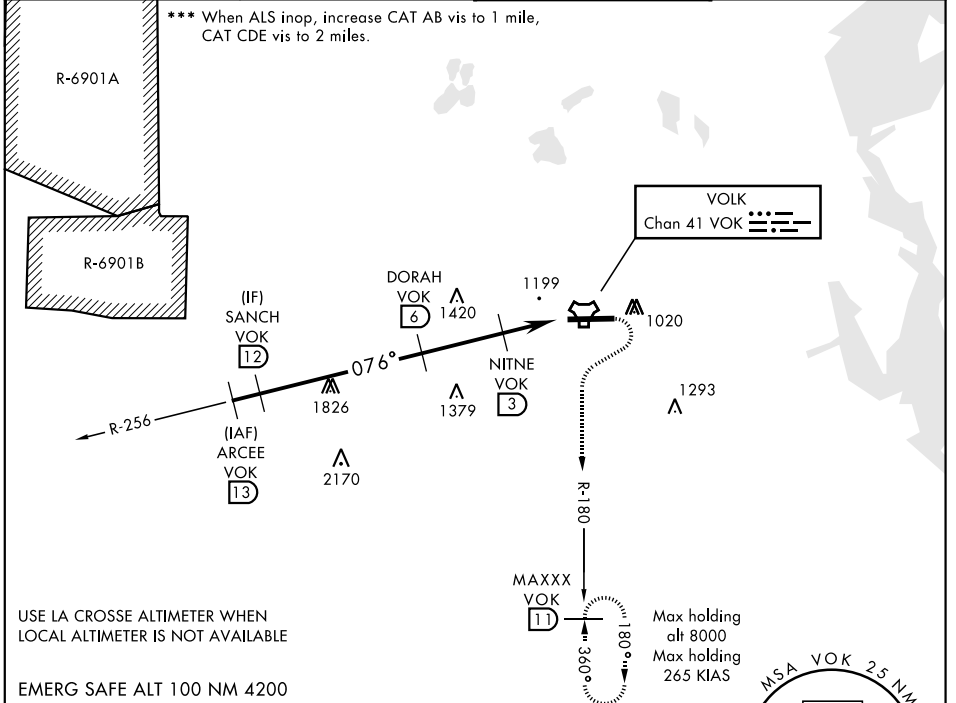 *** When ALS inop, increase CAT AB vis to 1 mile,
CAT CDE vis to 2 miles.
R-6901A
R-6901B
VOLK
Chan 41 VOK
DORAH
VOK
6
1420
1199
1020
(IF)
SANCH
VOK
12
076°
NITNE
VOK
3
1826
1379
1293
R-256
(IAF)
ARCEE
VOK
13
2170
R-180
MAXXX
VOK
11
180°
360°
Max holding
alt 8000
Max holding
265 KIAS
USE LA CROSSE ALTIMETER WHEN
LOCAL ALTIMETER IS NOT AVAILABLE
EMERG SAFE ALT 100 NM 4200
MSA VOK 25 NM